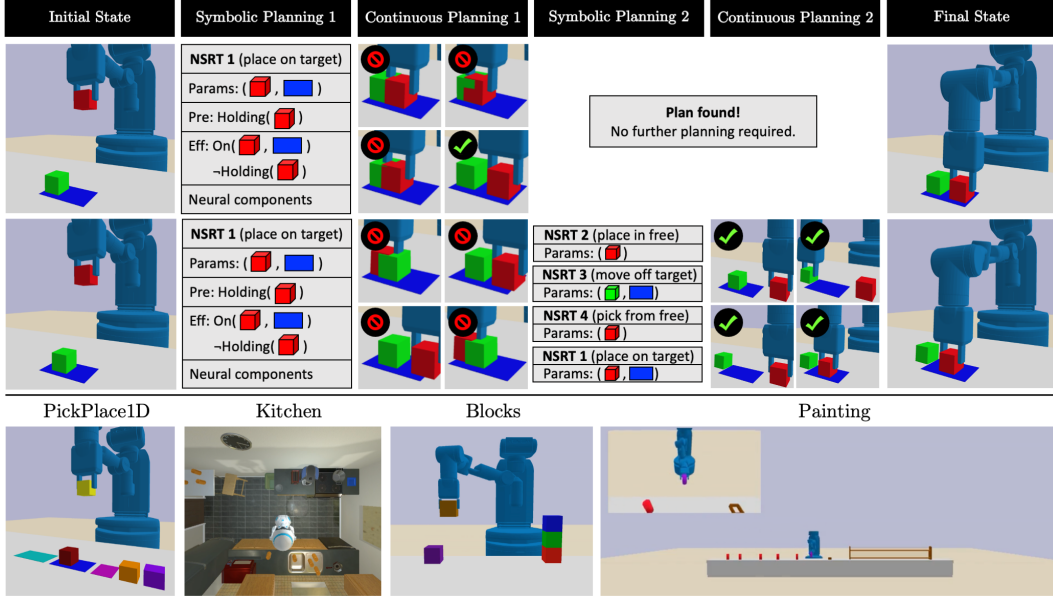 Initial State
Symbolic Planning 1
Continuous Planning 1
Symbolic Planning 2
Continuous Planning 2
Final State
NSRT 1 (place on target)
Params: ( , )
Pre: Holding( )
Eff: On( , )
¬Holding( )
Neural components
Plan found!
No further planning required.
NSRT 1 (place on target)
Params: ( , )
Pre: Holding( )
Eff: On( , )
¬Holding( )
Neural components
NSRT 2 (place in free)
Params: ( )
NSRT 3 (move off target)
Params: ( , )
NSRT 4 (pick from free)
Params: ( )
NSRT 1 (place on target)
Params: ( , )
PickPlace1D
Kitchen
Blocks
Painting